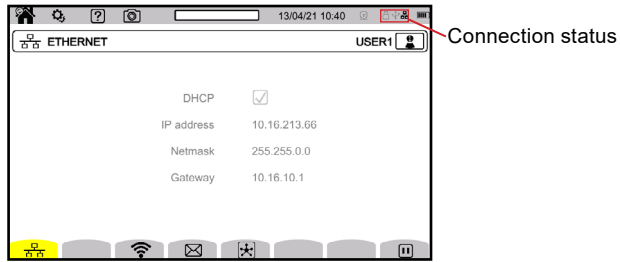 13/04/21 10:40
Connection status
ETHERNET
USER1
DHCP
IP address 10.16.213.66
Netmask 255.255.0.0
Gateway 10.16.10.1